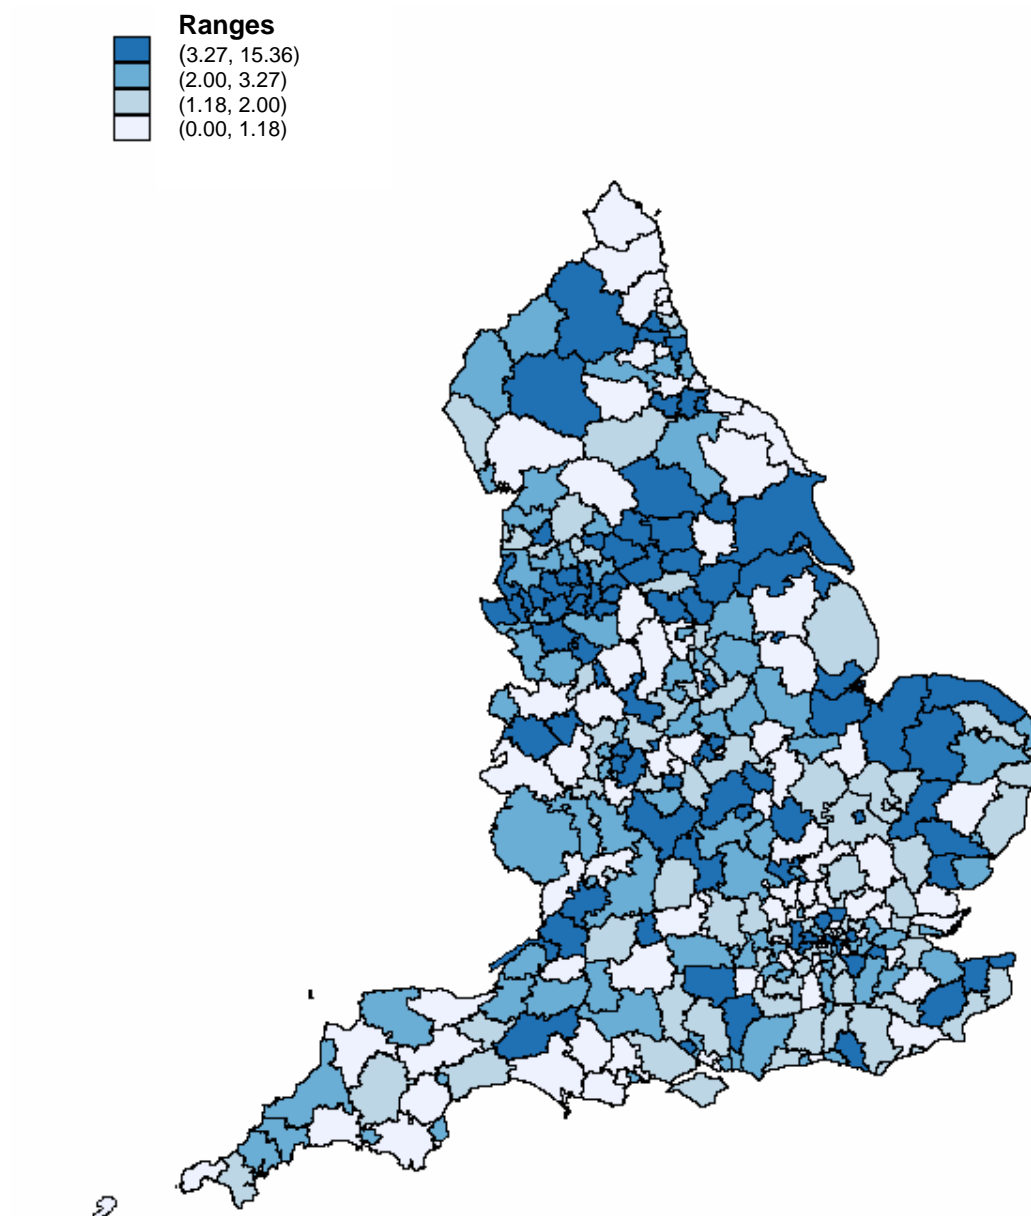 Ranges
(3.27, 15.36)
(2.00, 3.27)
(1.18, 2.00)
(0.00, 1.18)